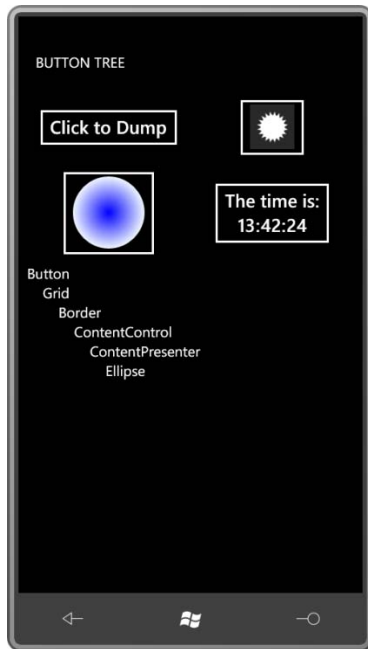 BUTTON TREE
Click to Dump
The time is:
13:42:24
Button
Grid
Border
ContentControl
ContentPresenter
Ellipse